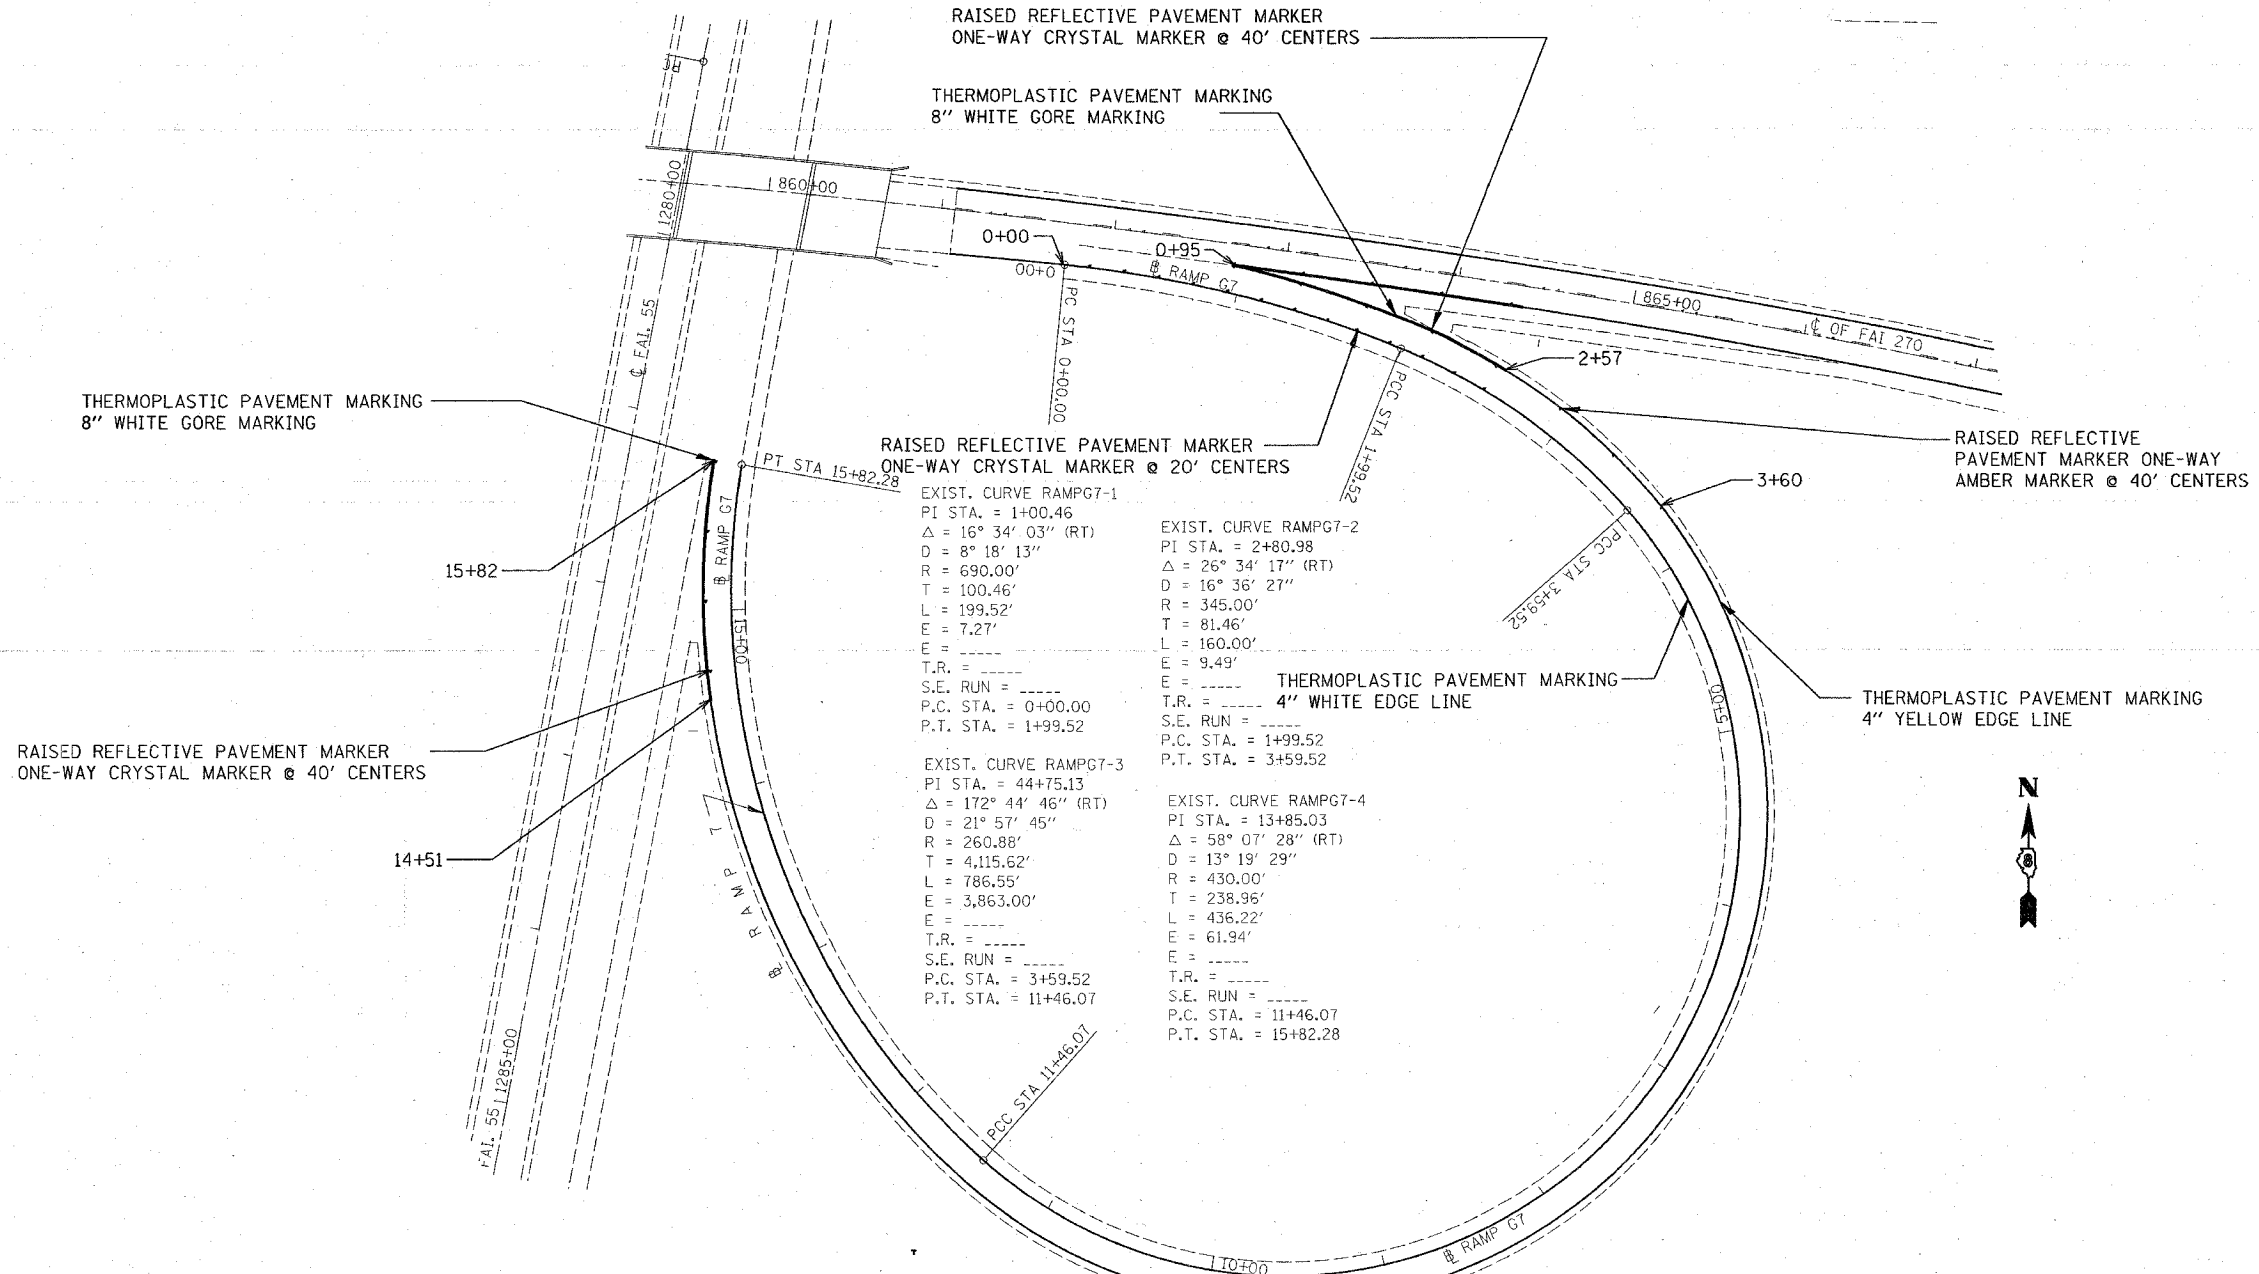 RAISED REFLECTIVE PAVEMENT MARKER
ONE-WAY CRYSTAL MARKER @ 40' CENTERS
PC
THERMOPLASTIC PAVEMENT MARKING
8" WHITE GORE MARKING
1280+00
860+00
0+00
0+95
00+0
℄ RAMP G7
865+00
℄ OF FAI 270
℄ FAI. 55
PC STA 0+00.00
2+57
PCC STA 1+99.52
THERMOPLASTIC PAVEMENT MARKING
8" WHITE GORE MARKING
PT STA 15+82.28
RAISED REFLECTIVE PAVEMENT MARKER
ONE-WAY CRYSTAL MARKER @ 20' CENTERS
RAISED REFLECTIVE
PAVEMENT MARKER ONE-WAY
AMBER MARKER @ 40' CENTERS
3+60
PCC STA 3+59.52
15+82
℄ RAMP G7
15+00
EXIST. CURVE RAMPG7-1
PI STA. = 1+00.46
△ = 16° 34' 03" (RT)
D = 8° 18' 13"
R = 690.00'
T = 100.46'
L = 199.52'
E = 7.27'
E = _____
T.R. = _____
S.E. RUN = _____
P.C. STA. = 0+00.00
P.T. STA. = 1+99.52
EXIST. CURVE RAMPG7-2
PI STA. = 2+80.98
△ = 26° 34' 17" (RT)
D = 16° 36' 27"
R = 345.00'
T = 81.46'
L = 160.00'
E = 9.49'
E = _____
T.R. = _____
S.E. RUN = _____
P.C. STA. = 1+99.52
P.T. STA. = 3+59.52
THERMOPLASTIC PAVEMENT MARKING
4" WHITE EDGE LINE
5+00
THERMOPLASTIC PAVEMENT MARKING
4" YELLOW EDGE LINE
RAISED REFLECTIVE PAVEMENT MARKER
ONE-WAY CRYSTAL MARKER @ 40' CENTERS
14+51
℄ RAMP 7
EXIST. CURVE RAMPG7-3
PI STA. = 44+75.13
△ = 172° 44' 46" (RT)
D = 21° 57' 45"
R = 260.88'
T = 4,115.62'
L = 786.55'
E = 3,863.00'
E = _____
T.R. = _____
S.E. RUN = _____
P.C. STA. = 3+59.52
P.T. STA. = 11+46.07
EXIST. CURVE RAMPG7-4
PI STA. = 13+85.03
△ = 58° 07' 28" (RT)
D = 13° 19' 29"
R = 430.00'
T = 238.96'
L = 436.22'
E = 61.94'
E = _____
T.R. = _____
S.E. RUN = _____
P.C. STA. = 11+46.07
P.T. STA. = 15+82.28
N
8
FAI. 55 1285+00
PCC STA 11+46.07
10+00
℄ RAMP G7